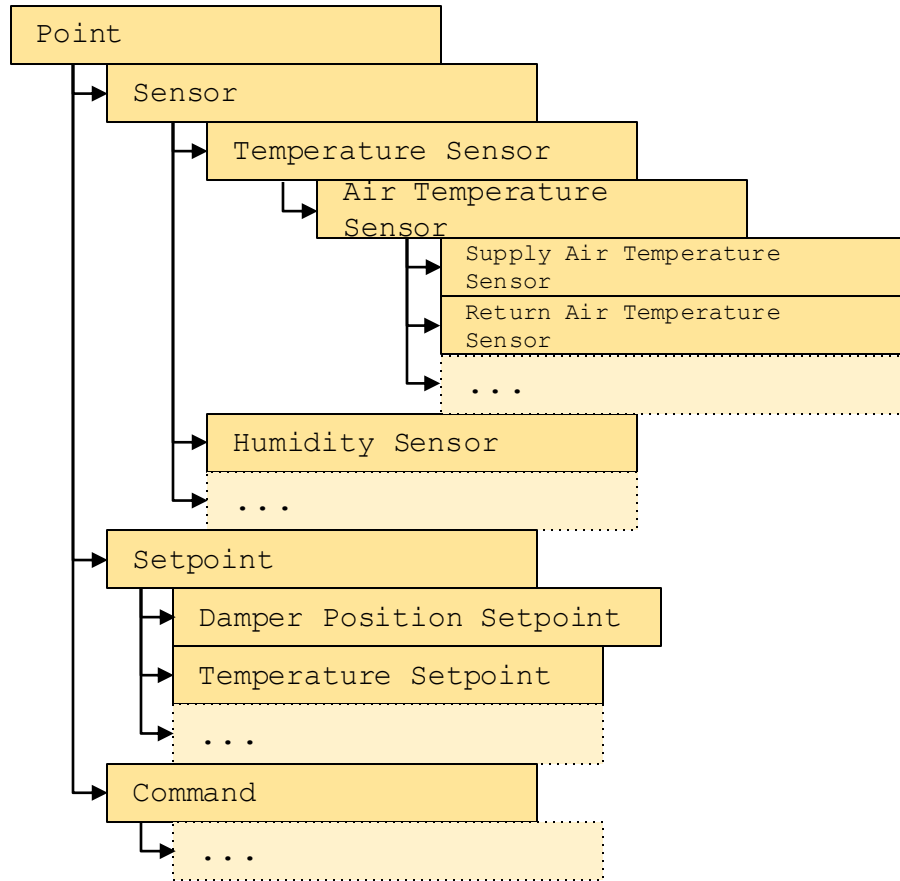 Point
Sensor
Temperature Sensor
Air Temperature
Sensor
Supply Air Temperature
Sensor
Return Air Temperature
Sensor
...
Humidity Sensor
...
Setpoint
Damper Position Setpoint
Temperature Setpoint
...
Command
...